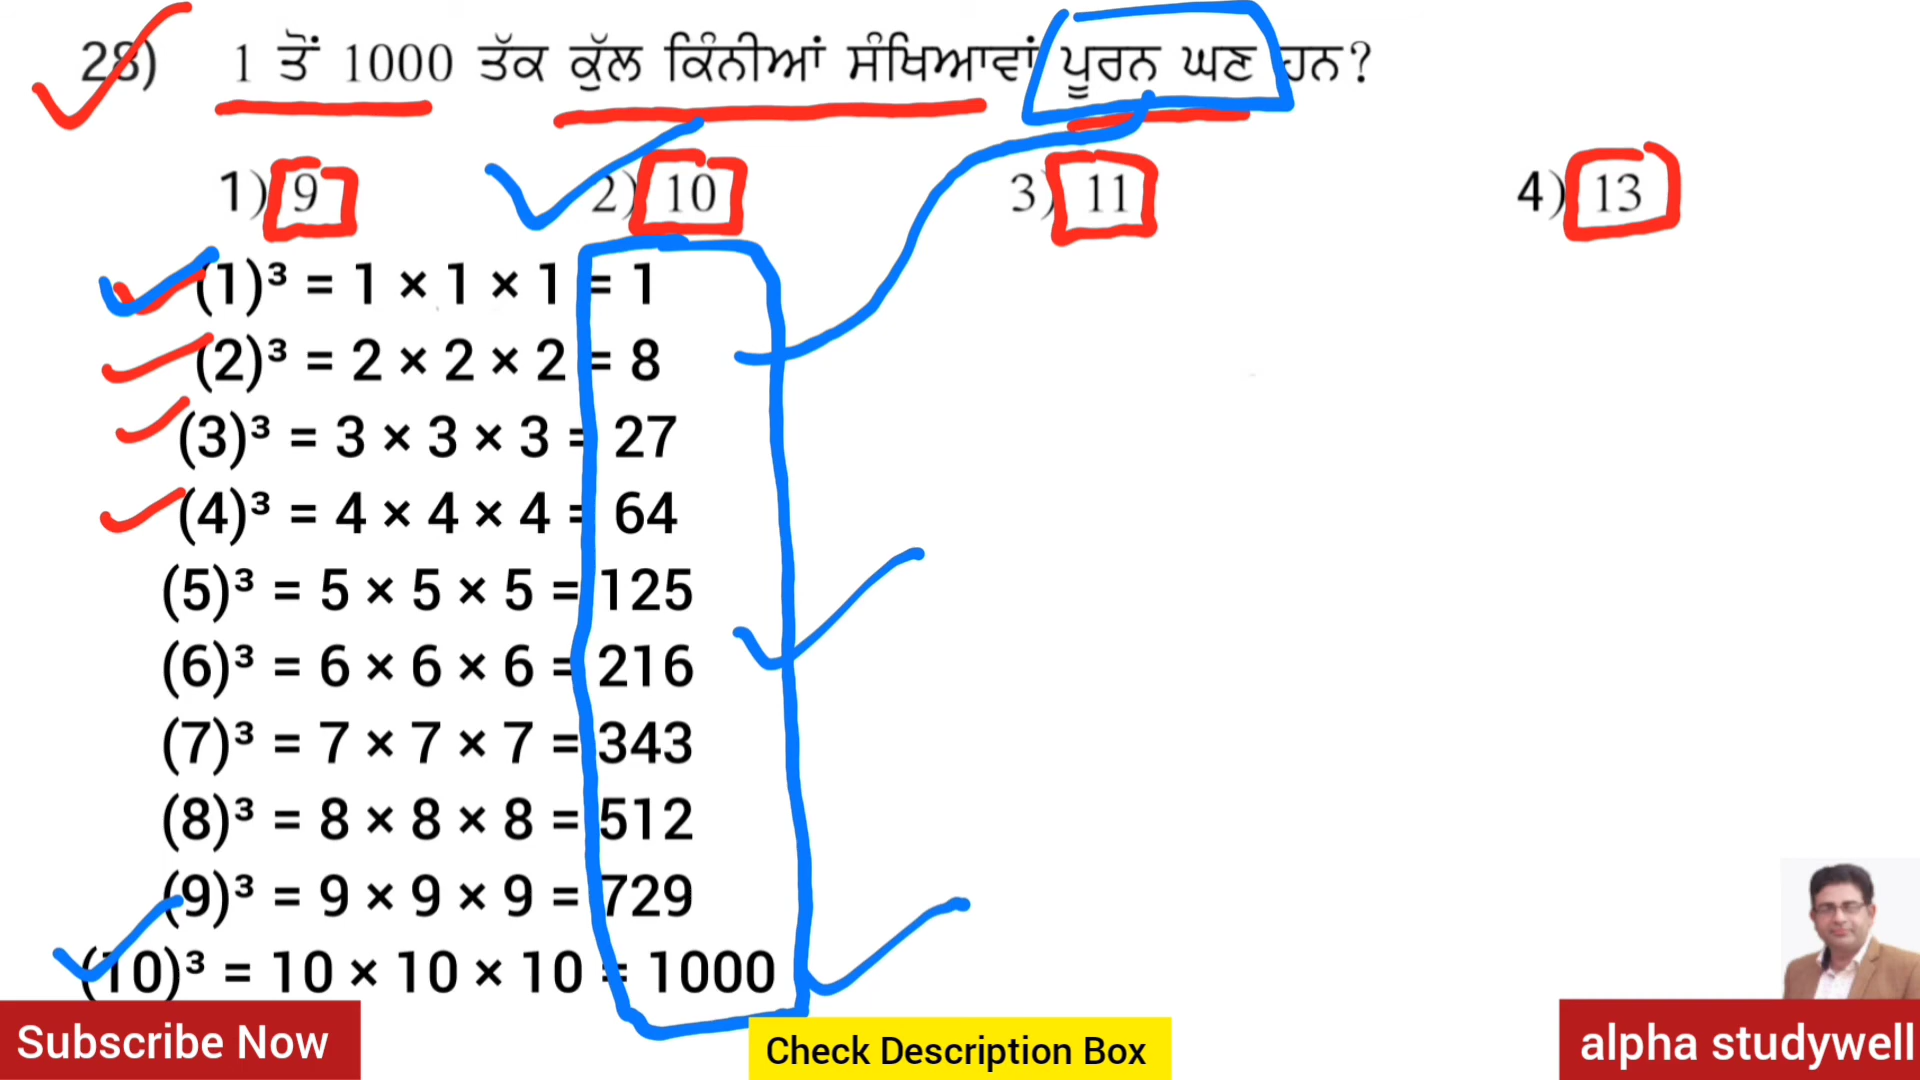 28) 1 ਤੋਂ 1000 ਤੱਕ ਕੁੱਲ ਕਿੰਨੀਆਂ ਸੰਖਿਆਵਾਂ ਪੂਰਨ ਘਣ ਹਨ?
1) 9 2) 10 3) 11 4) 13
(1)³ = 1 × 1 × 1 = 1
(2)³ = 2 × 2 × 2 = 8
(3)³ = 3 × 3 × 3 = 27
(4)³ = 4 × 4 × 4 = 64
(5)³ = 5 × 5 × 5 = 125
(6)³ = 6 × 6 × 6 = 216
(7)³ = 7 × 7 × 7 = 343
(8)³ = 8 × 8 × 8 = 512
(9)³ = 9 × 9 × 9 = 729
(10)³ = 10 × 10 × 10 = 1000
Subscribe Now
Check Description Box
alpha studywell